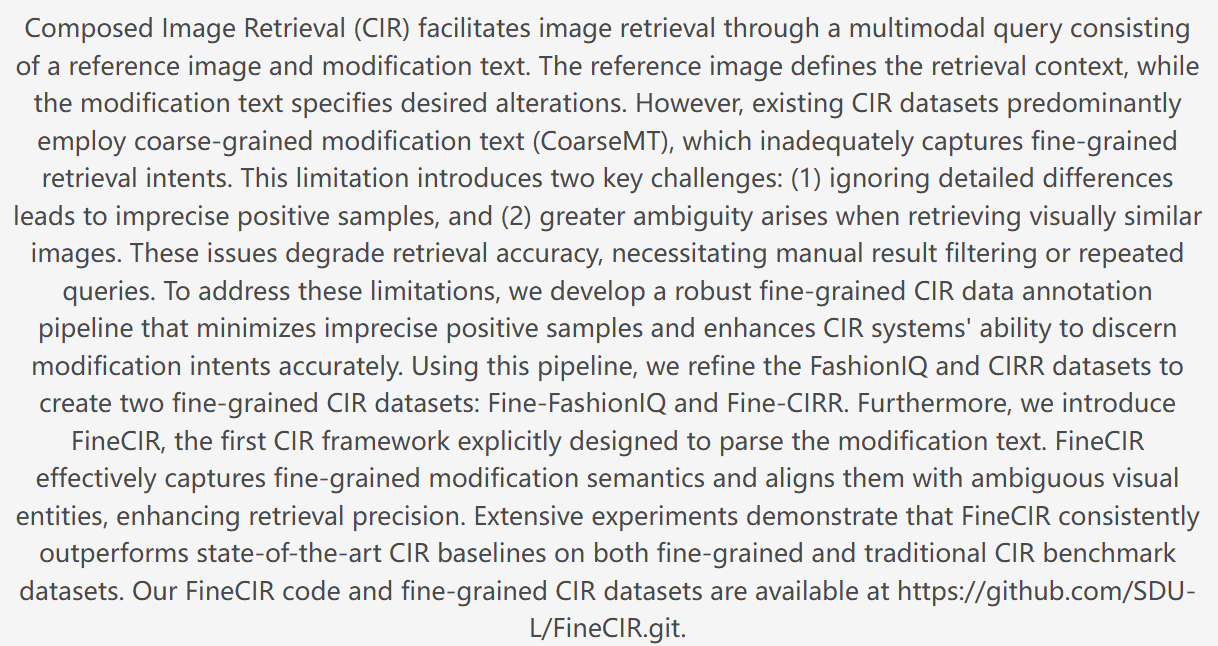 Composed Image Retrieval (CIR) facilitates image retrieval through a multimodal query consisting
of a reference image and modification text. The reference image defines the retrieval context, while
the modification text specifies desired alterations. However, existing CIR datasets predominantly
employ coarse-grained modification text (CoarseMT), which inadequately captures fine-grained
retrieval intents. This limitation introduces two key challenges: (1) ignoring detailed differences
leads to imprecise positive samples, and (2) greater ambiguity arises when retrieving visually similar
images. These issues degrade retrieval accuracy, necessitating manual result filtering or repeated
queries. To address these limitations, we develop a robust fine-grained CIR data annotation
pipeline that minimizes imprecise positive samples and enhances CIR systems' ability to discern
modification intents accurately. Using this pipeline, we refine the FashionIQ and CIRR datasets to
create two fine-grained CIR datasets: Fine-FashionIQ and Fine-CIRR. Furthermore, we introduce
FineCIR, the first CIR framework explicitly designed to parse the modification text. FineCIR
effectively captures fine-grained modification semantics and aligns them with ambiguous visual
entities, enhancing retrieval precision. Extensive experiments demonstrate that FineCIR consistently
outperforms state-of-the-art CIR baselines on both fine-grained and traditional CIR benchmark
datasets. Our FineCIR code and fine-grained CIR datasets are available at https://github.com/SDU-
L/FineCIR.git.